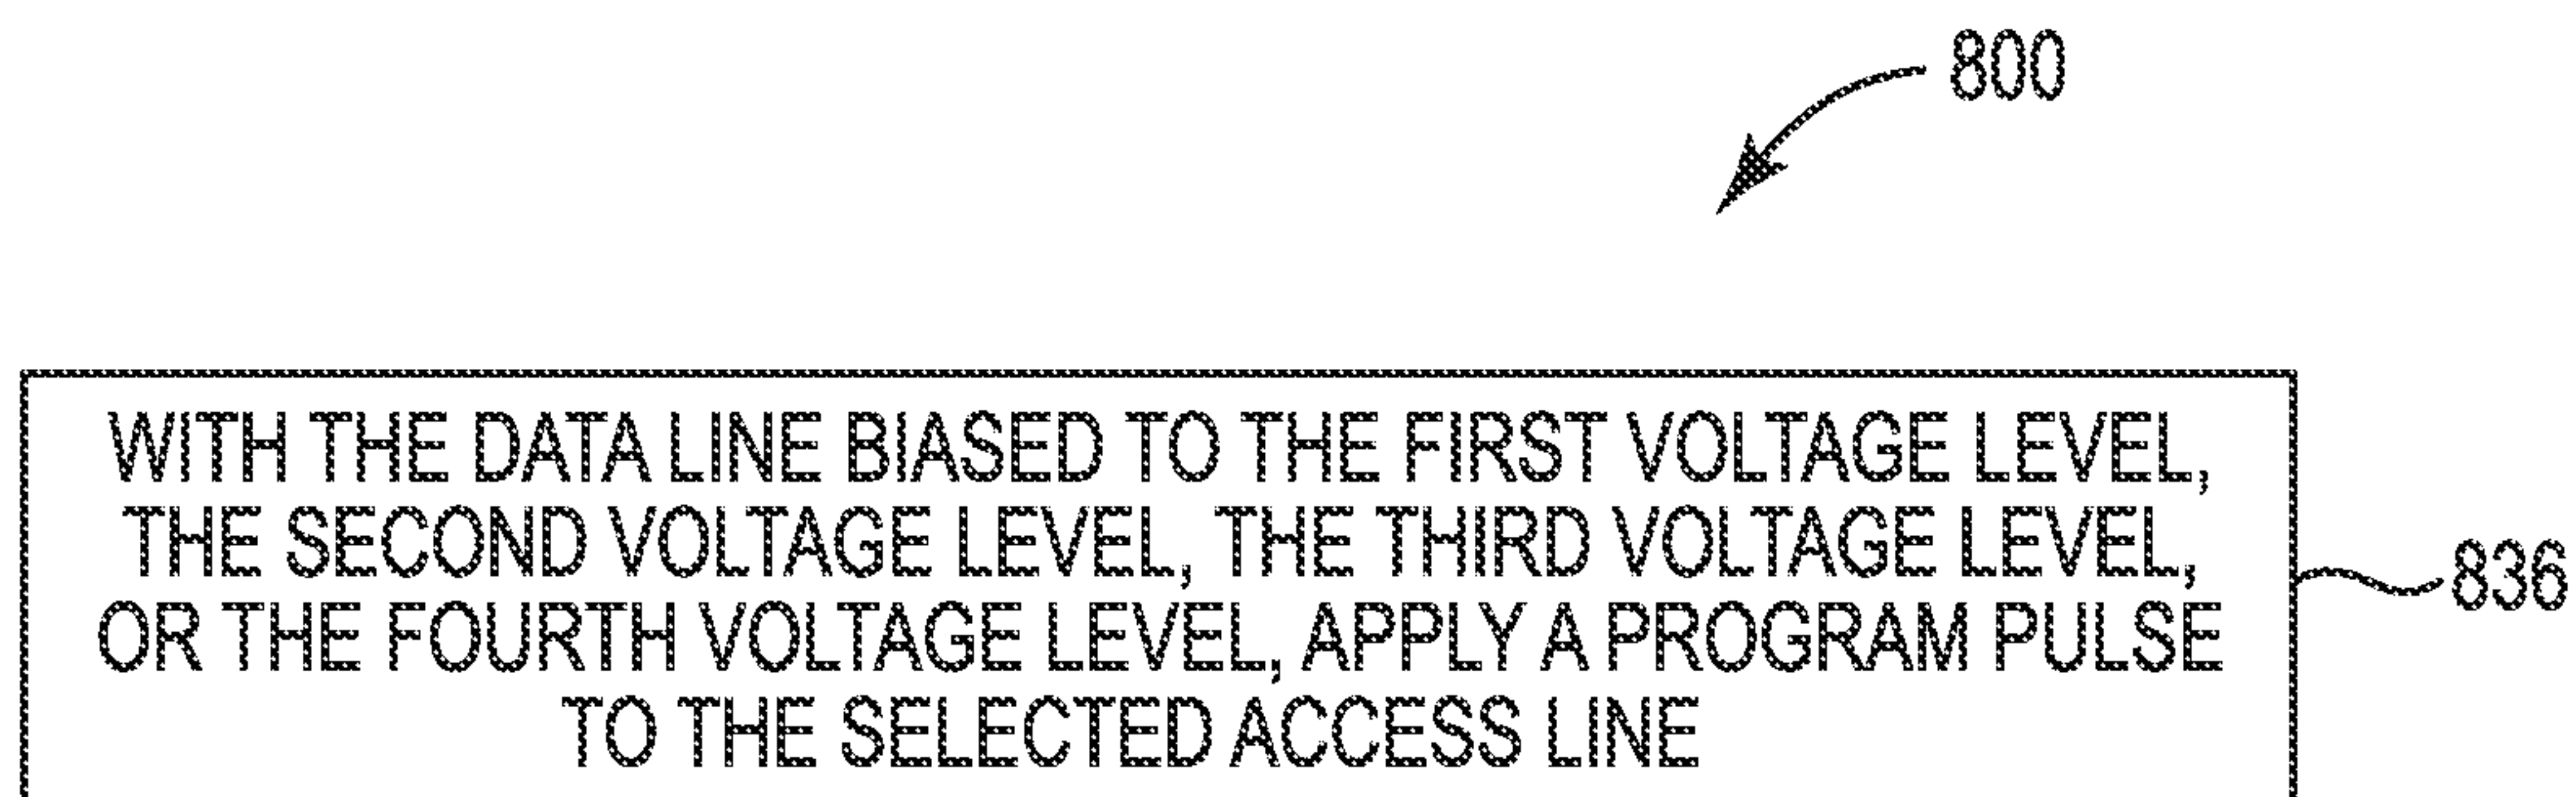 800
WITH THE DATA LINE BIASED TO THE FIRST VOLTAGE LEVEL,
THE SECOND VOLTAGE LEVEL, THE THIRD VOLTAGE LEVEL,
OR THE FOURTH VOLTAGE LEVEL, APPLY A PROGRAM PULSE
TO THE SELECTED ACCESS LINE
836